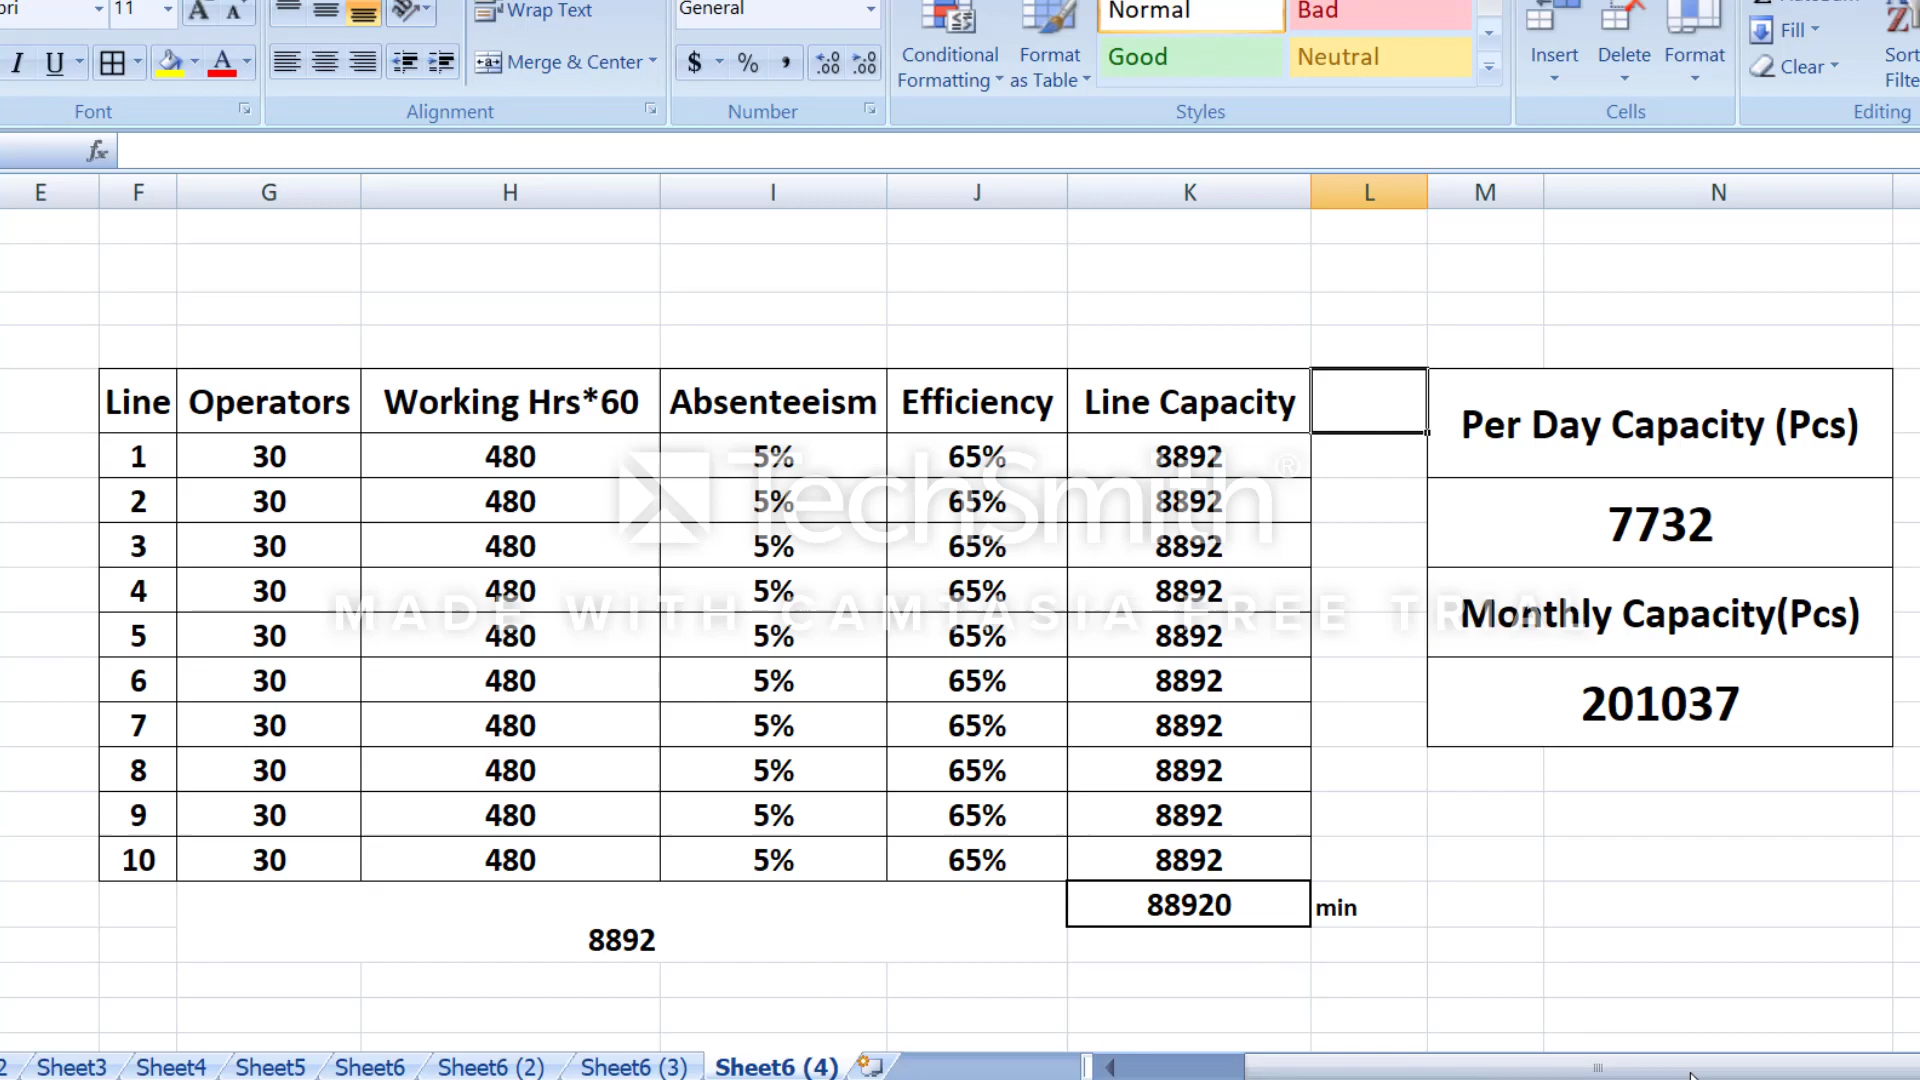 11 A A Wrap Text General Normal Bad
I U A Merge & Center $ % , Conditional Formatting Format as Table Good Neutral Insert Delete Format Fill Clear
Font Alignment Number Styles Cells Editing
fx
E F G H I J K L M N
Line Operators Working Hrs*60 Absenteeism Efficiency Line Capacity
1 30 480 5% 65% 8892
2 30 480 5% 65% 8892
3 30 480 5% 65% 8892
4 30 480 5% 65% 8892
5 30 480 5% 65% 8892
6 30 480 5% 65% 8892
7 30 480 5% 65% 8892
8 30 480 5% 65% 8892
9 30 480 5% 65% 8892
10 30 480 5% 65% 8892
88920 min
8892
Per Day Capacity (Pcs)
7732
Monthly Capacity(Pcs)
201037
TechSmith®
MADE WITH CAMTASIA FREE TRIAL
2 Sheet3 Sheet4 Sheet5 Sheet6 Sheet6 (2) Sheet6 (3) Sheet6 (4)